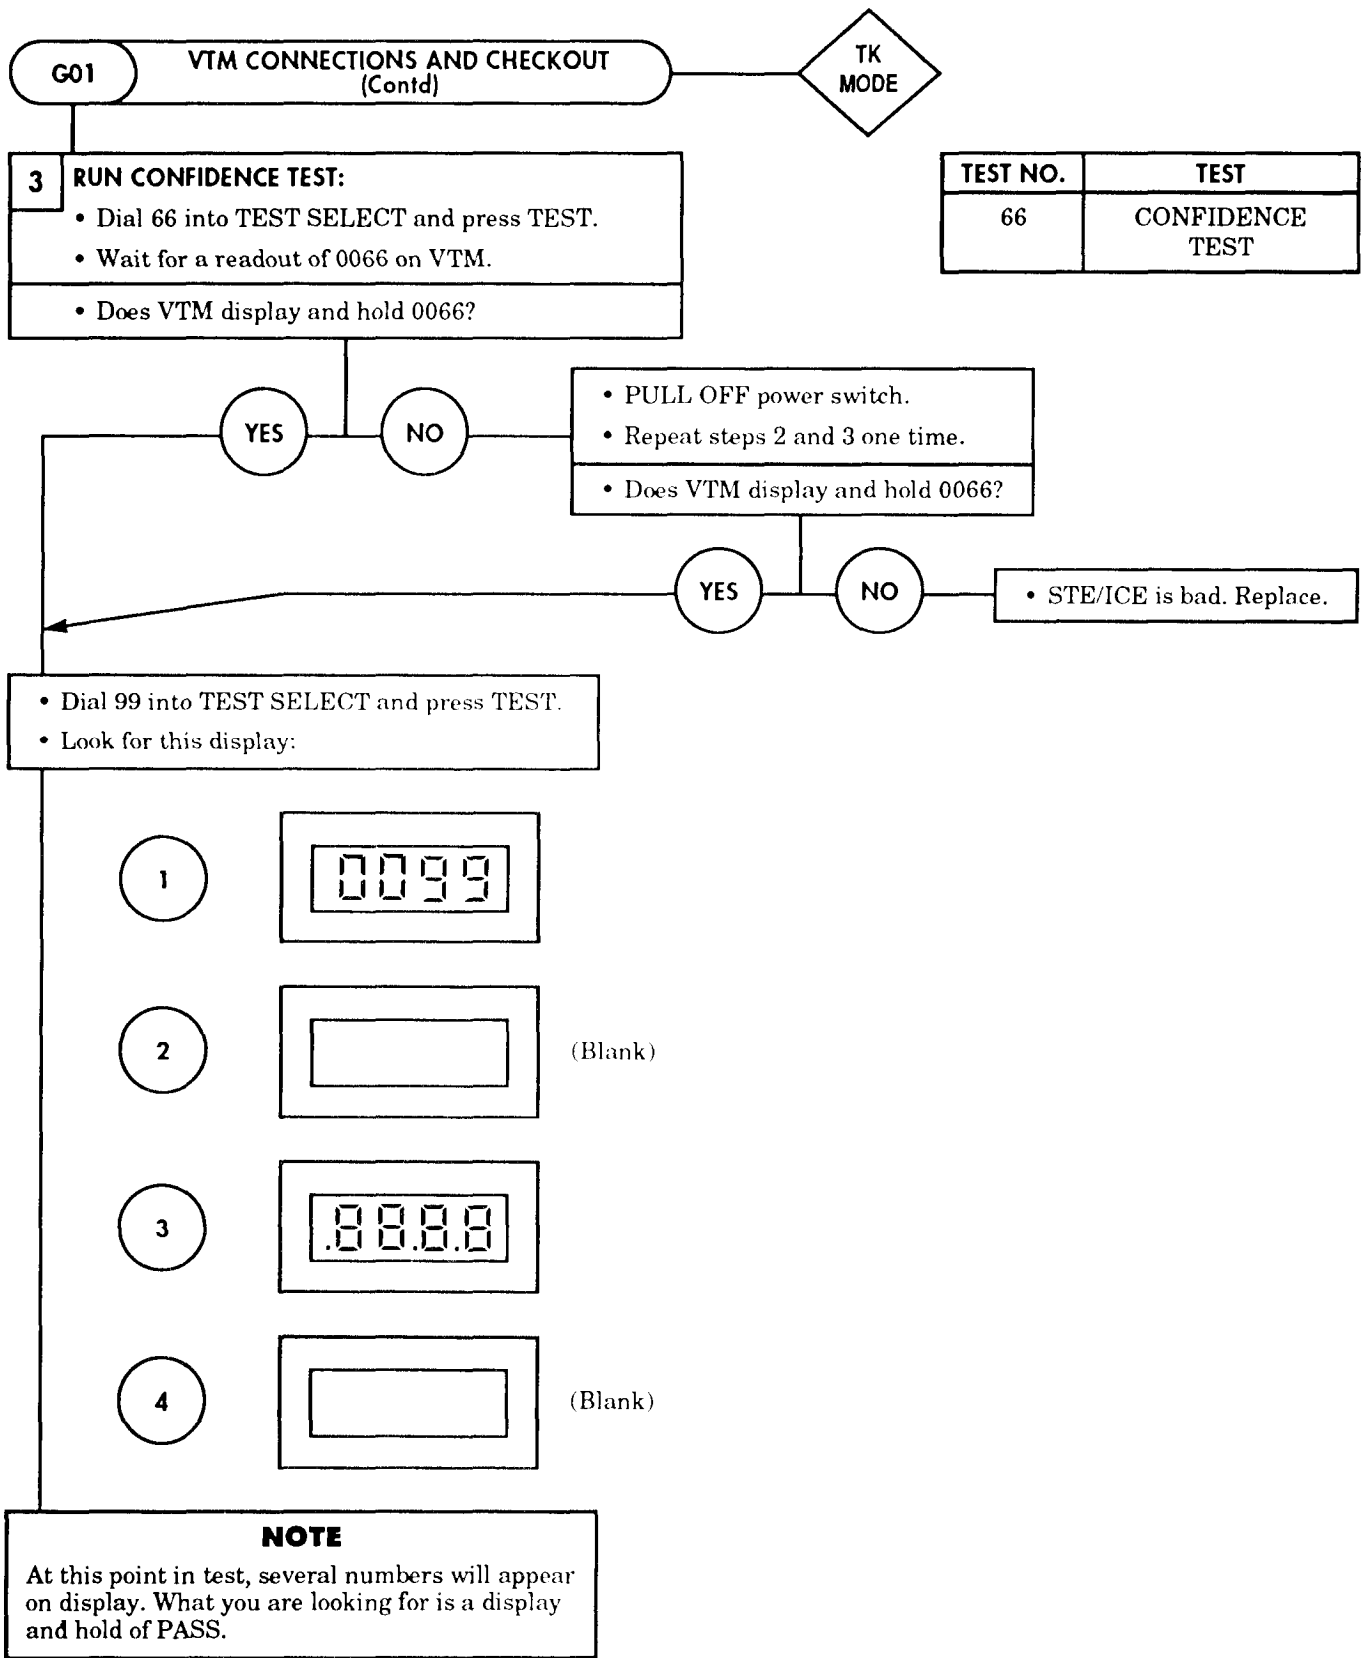 G01
VTM CONNECTIONS AND CHECKOUT
(Contd)
TK
MODE
3
RUN CONFIDENCE TEST:
• Dial 66 into TEST SELECT and press TEST.
• Wait for a readout of 0066 on VTM.
• Does VTM display and hold 0066?
TEST NO. TEST
66 CONFIDENCE
TEST
YES
NO
• PULL OFF power switch.
• Repeat steps 2 and 3 one time.
• Does VTM display and hold 0066?
YES
NO
• STE/ICE is bad. Replace.
• Dial 99 into TEST SELECT and press TEST.
• Look for this display:
1
0099
2
(Blank)
3
.88.8.8
4
(Blank)
NOTE
At this point in test, several numbers will appear
on display. What you are looking for is a display
and hold of PASS.